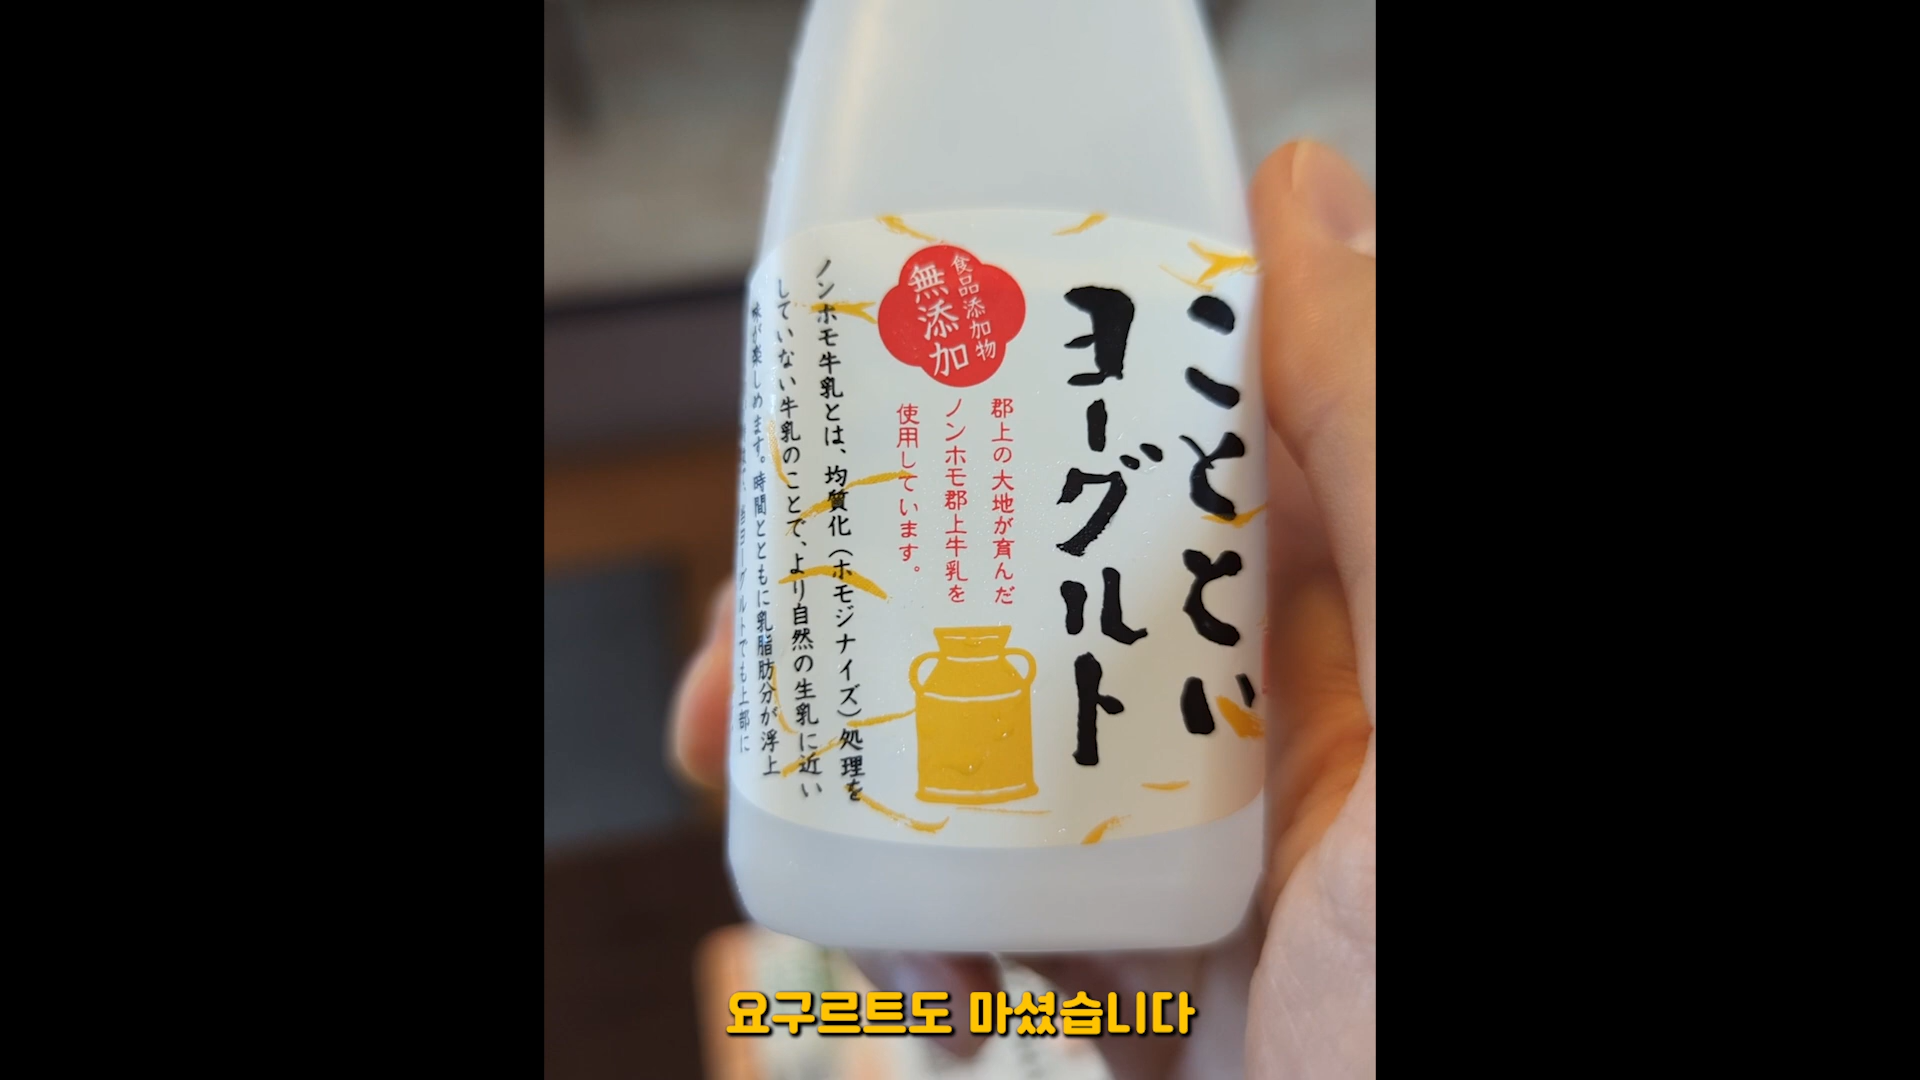 こととい
ヨーグルト
食品添加物
無添加
郡上の大地が育んだ
ノンホモ郡上牛乳を
使用しています。
ノンホモ牛乳とは、均質化（ホモジナイズ）処理を
していない牛乳のことで、より自然の生乳に近い
味が楽しめます。時間とともに乳脂肪分が浮上
当ヨーグルトでも上部に
요구르트도 마셨습니다